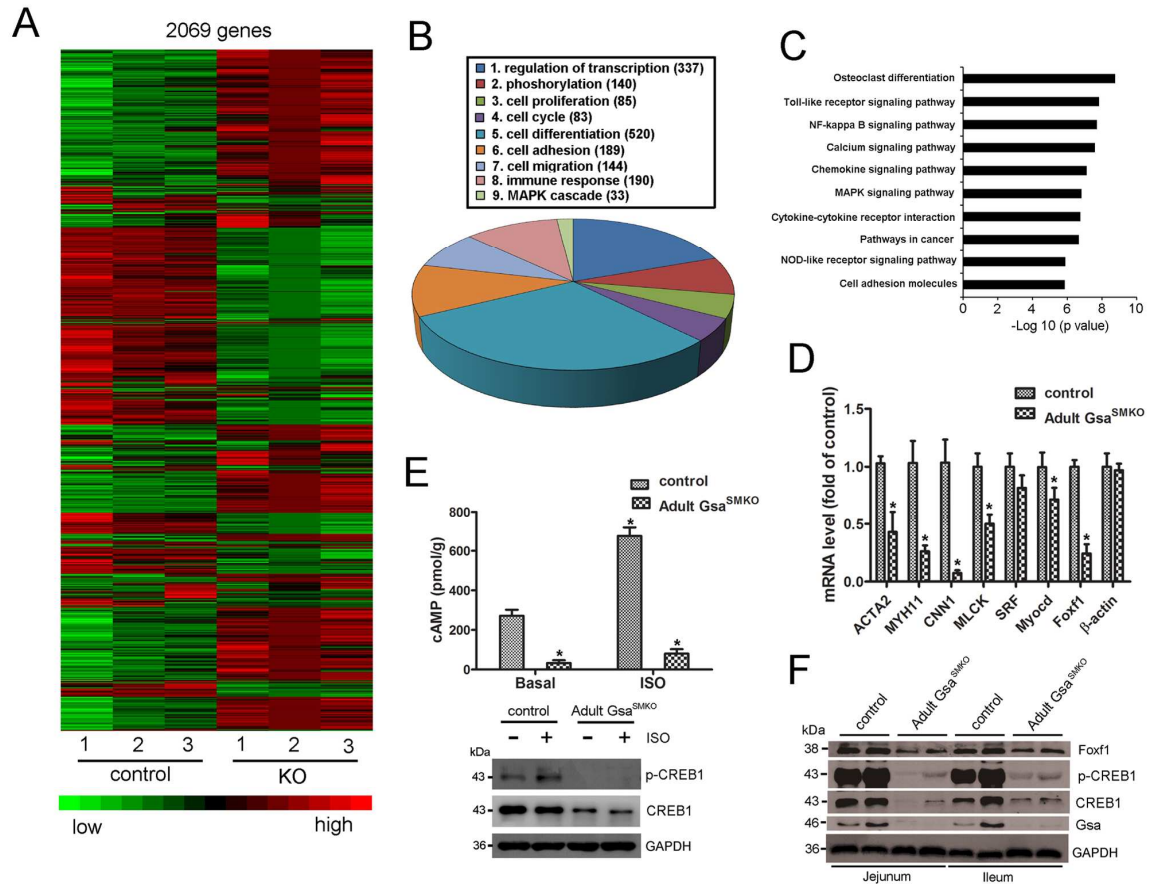 A
2069 genes
1 2 3 1 2 3
control KO
low high
B
1. regulation of transcription (337)
2. phoshorylation (140)
3. cell proliferation (85)
4. cell cycle (83)
5. cell differentiation (520)
6. cell adhesion (189)
7. cell migration (144)
8. immune response (190)
9. MAPK cascade (33)
C
Osteoclast differentiation
Toll-like receptor signaling pathway
NF-kappa B signaling pathway
Calcium signaling pathway
Chemokine signaling pathway
MAPK signaling pathway
Cytokine-cytokine receptor interaction
Pathways in cancer
NOD-like receptor signaling pathway
Cell adhesion molecules
0 2 4 6 8 10
-Log 10 (p value)
D
control
Adult Gsa^SMKO
mRNA level (fold of control)
1.5
1.0
0.5
0.0
* * * * * *
ACTA2 MYH11 CNN1 MLCK SRF Myocd Foxf1 β-actin
E
control
Adult Gsa^SMKO
cAMP (pmol/g)
800
600
400
200
0
* * *
Basal ISO
control Adult Gsa^SMKO
- + - + ISO
kDa
43 p-CREB1
43 CREB1
36 GAPDH
F
control Adult Gsa^SMKO control Adult Gsa^SMKO
kDa
38 Foxf1
43 p-CREB1
43 CREB1
46 Gsa
36 GAPDH
Jejunum Ileum